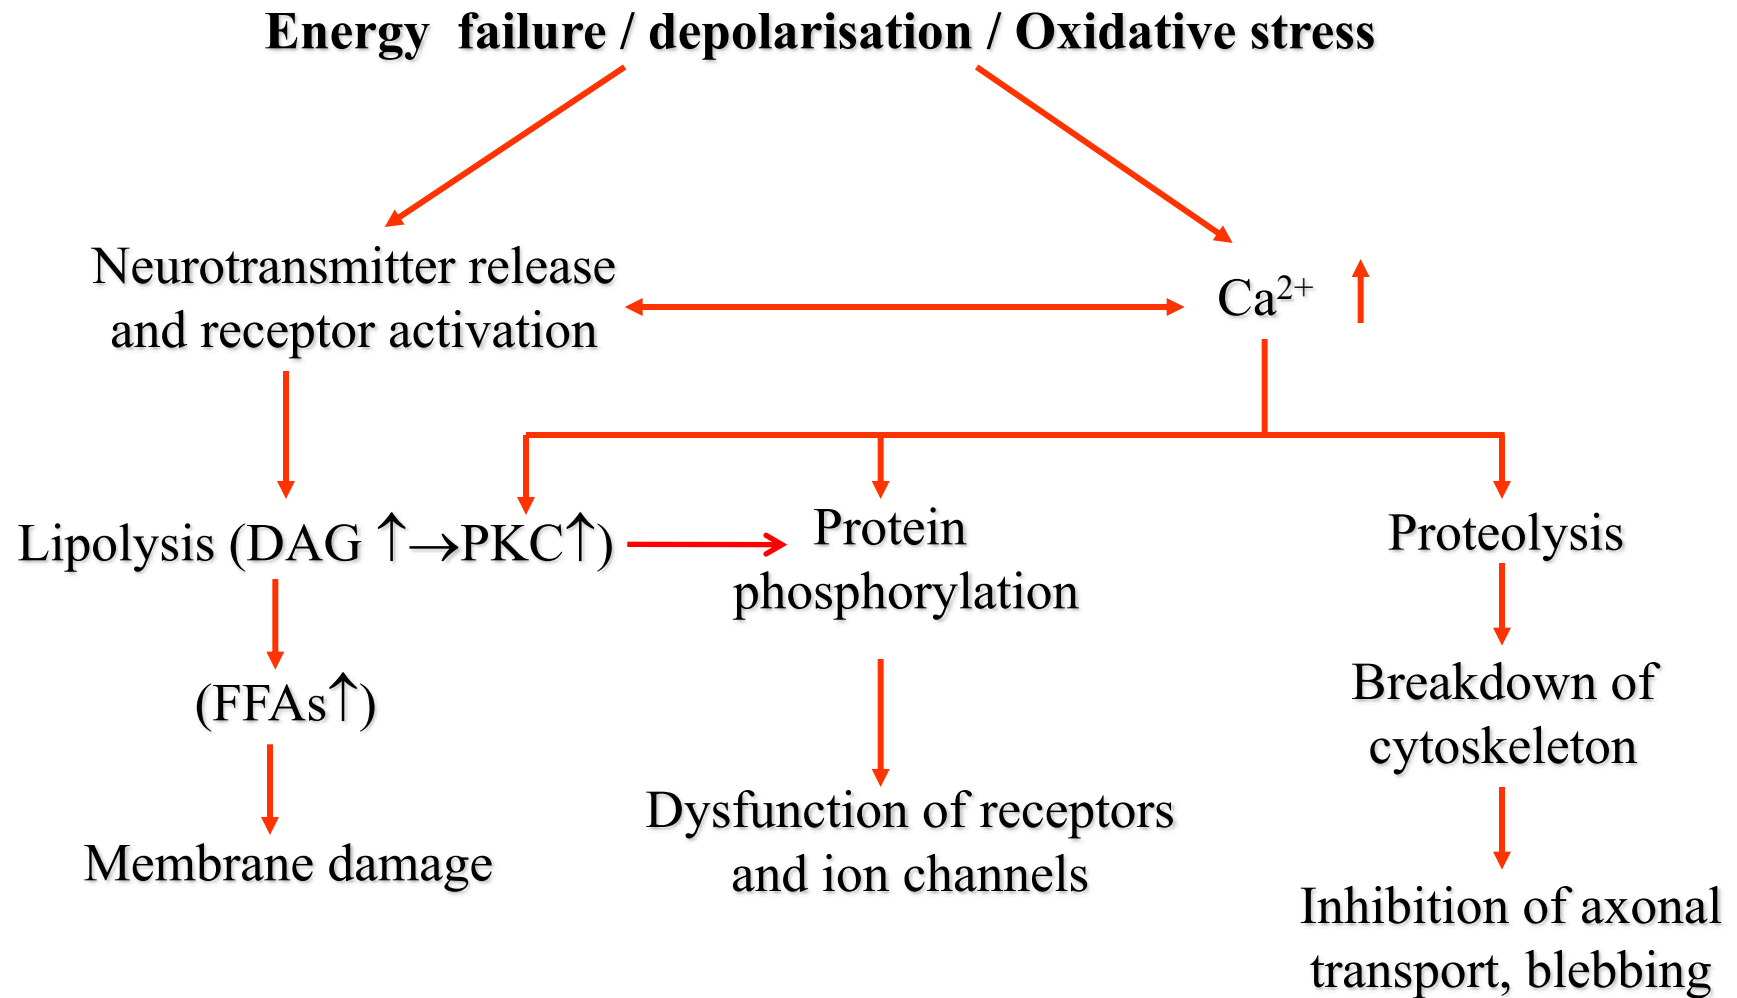 Energy failure / depolarisation / Oxidative stress
Neurotransmitter release
and receptor activation
Ca²⁺ ↑
Lipolysis (DAG ↑→PKC↑)
Protein
phosphorylation
Proteolysis
(FFAs↑)
Breakdown of
cytoskeleton
Membrane damage
Dysfunction of receptors
and ion channels
Inhibition of axonal
transport, blebbing